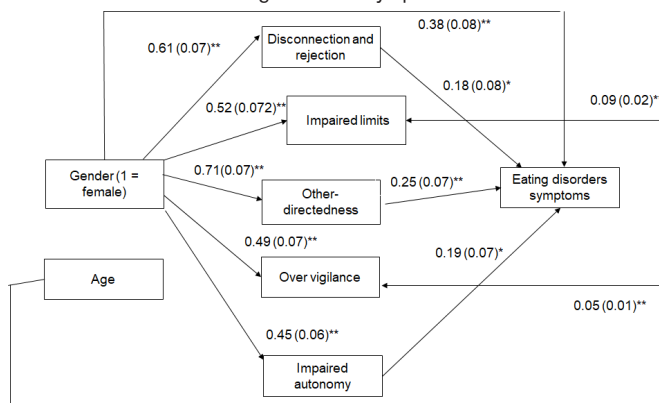 0.38 (0.08)**
0.61 (0.07)**
Disconnection and
rejection
0.18 (0.08)*
0.09 (0.02)**
0.52 (0.072)**
Impaired limits
Gender (1 =
female)
0.71(0.07)**
Other-
directedness
0.25 (0.07)**
Eating disorders
symptoms
0.49 (0.07)**
0.19 (0.07)*
Age
Over vigilance
0.05 (0.01)**
0.45 (0.06)**
Impaired
autonomy